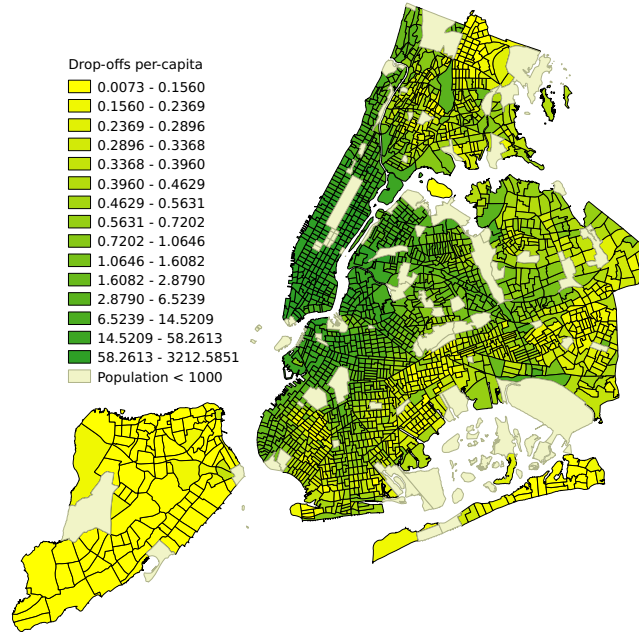 Drop-offs per-capita
0.0073 - 0.1560
0.1560 - 0.2369
0.2369 - 0.2896
0.2896 - 0.3368
0.3368 - 0.3960
0.3960 - 0.4629
0.4629 - 0.5631
0.5631 - 0.7202
0.7202 - 1.0646
1.0646 - 1.6082
1.6082 - 2.8790
2.8790 - 6.5239
6.5239 - 14.5209
14.5209 - 58.2613
58.2613 - 3212.5851
Population < 1000